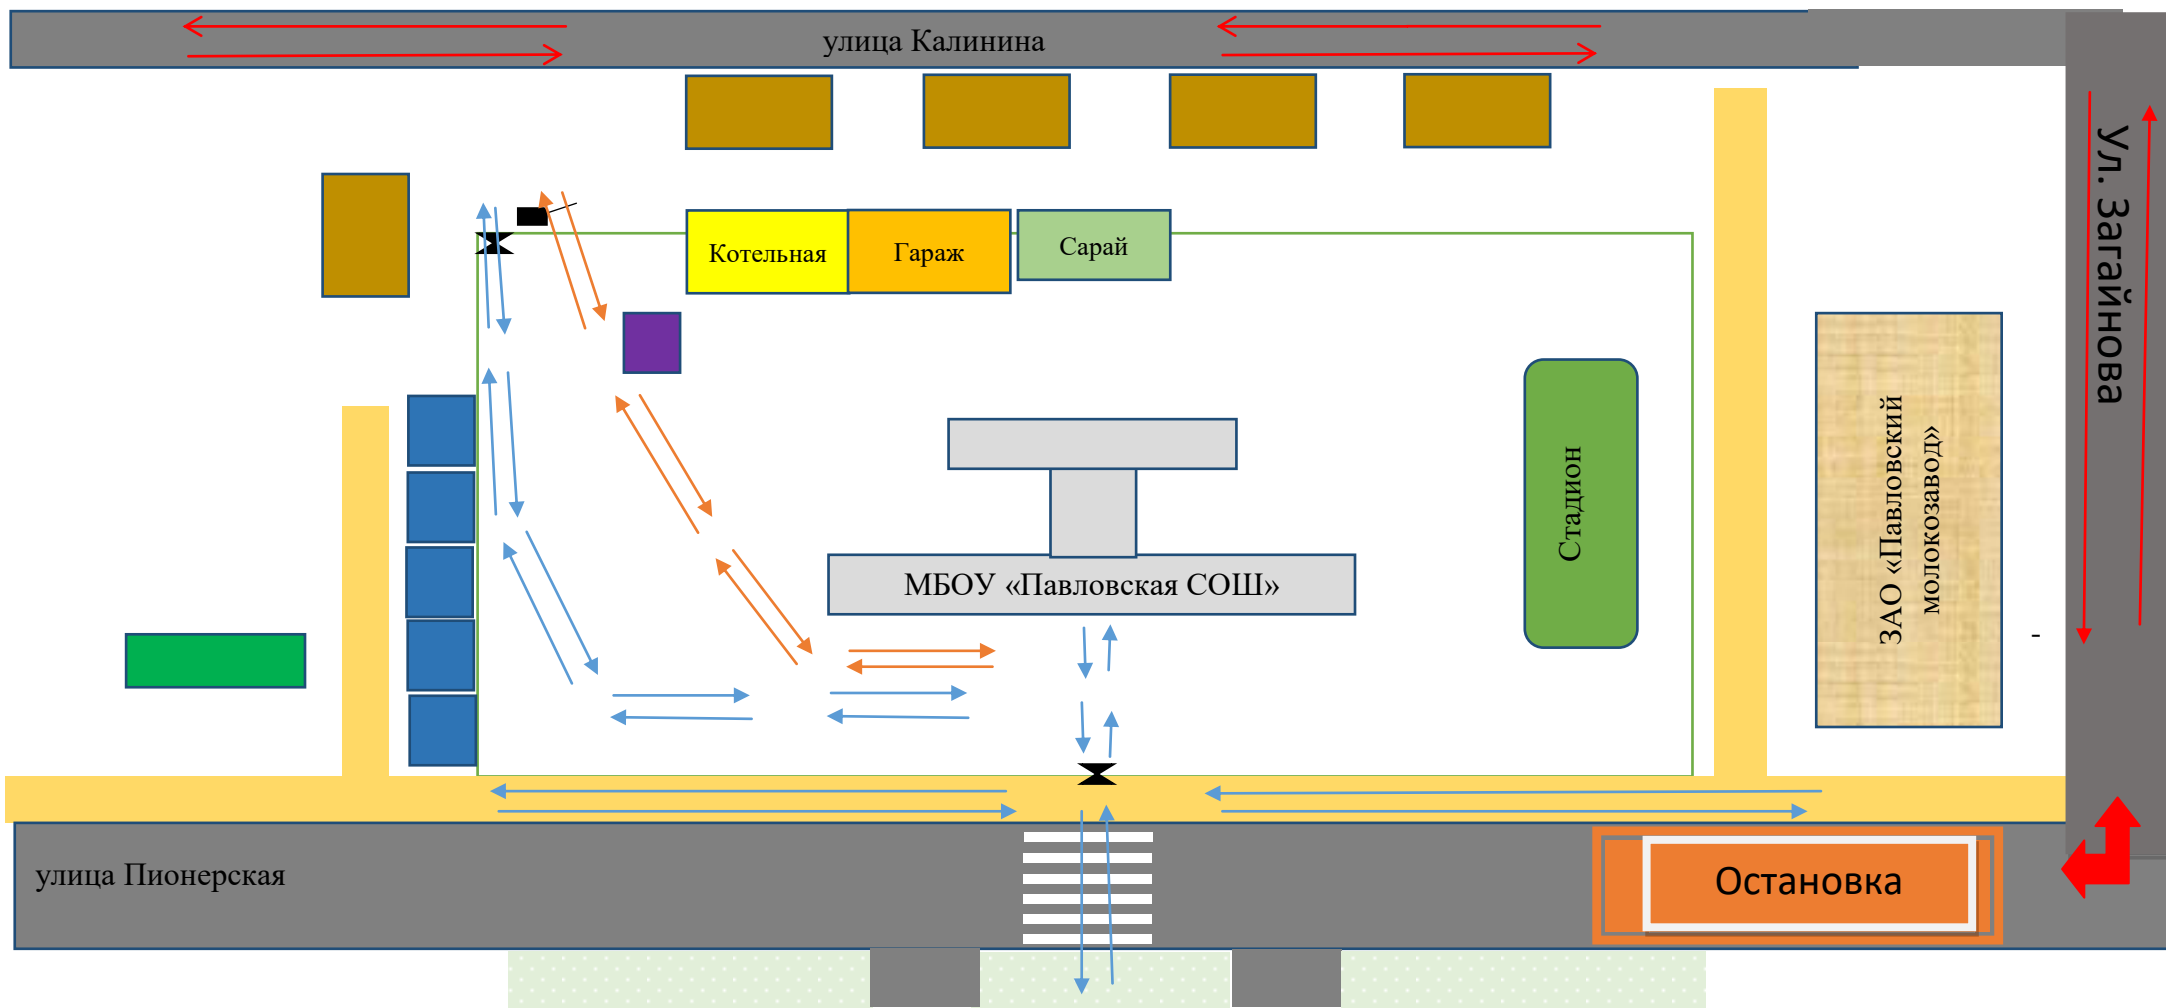 улица Калинина
Ул. Загайнова
Котельная
Гараж
Сарай
Стадион
ЗАО «Павловский
молокозавод»
-
МБОУ «Павловская СОШ»
улица Пионерская
Остановка